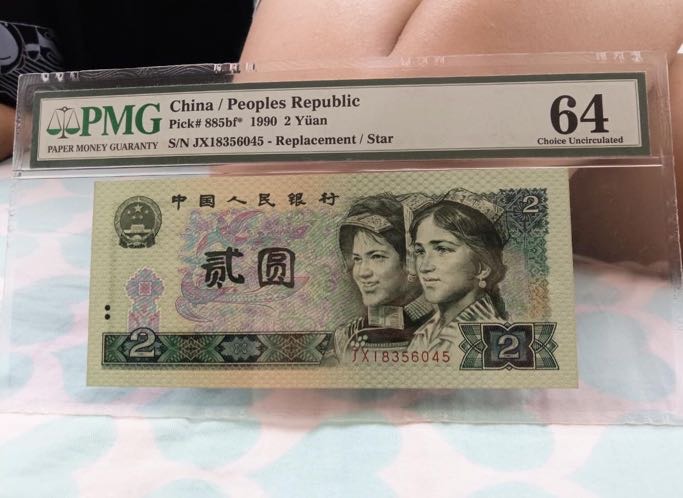 PMG
PAPER MONEY GUARANTY
China / Peoples Republic
Pick# 885bf* 1990 2 Yüan
S/N JX18356045 - Replacement / Star
64
Choice Uncirculated
中国人民银行
2
贰圆
2
JX18356045
2